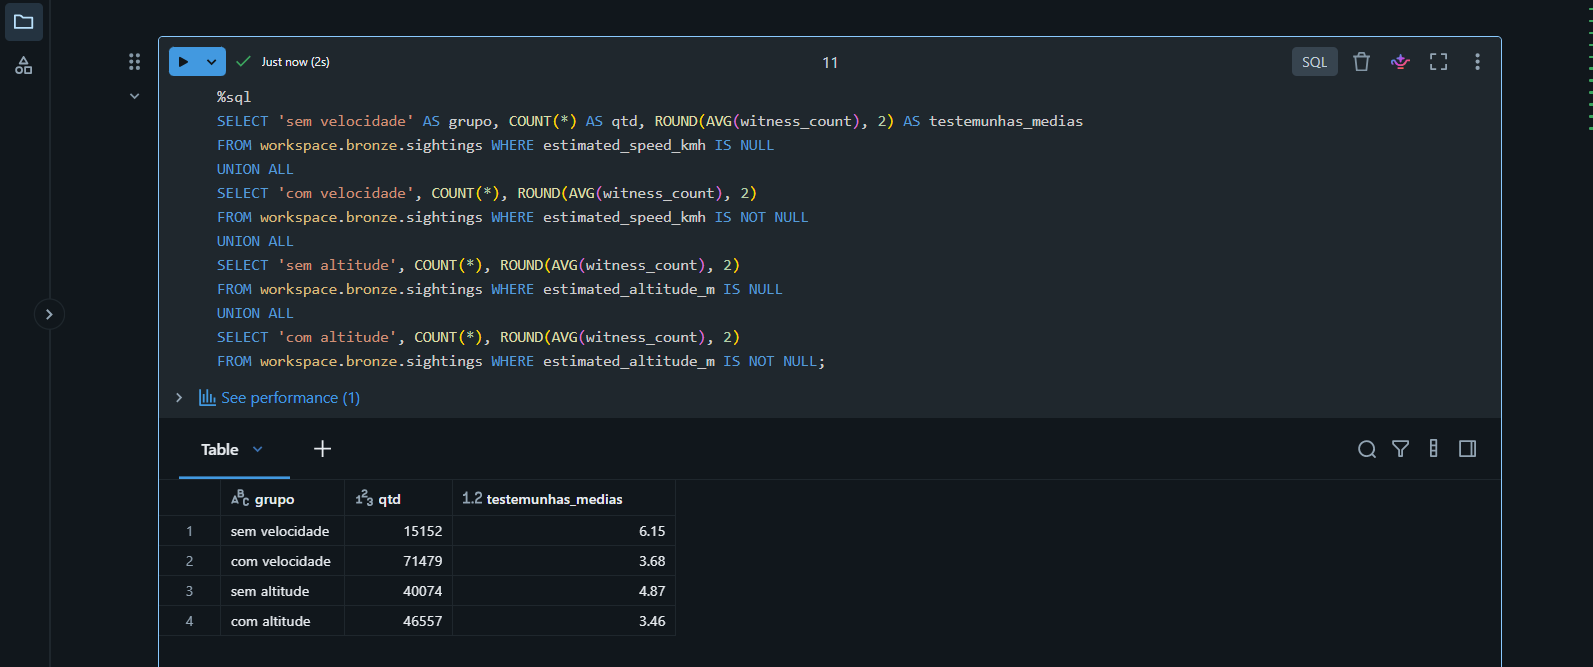 Just now (2s)
11
SQL
%sql
SELECT 'sem velocidade' AS grupo, COUNT(*) AS qtd, ROUND(AVG(witness_count), 2) AS testemunhas_medias
FROM workspace.bronze.sightings WHERE estimated_speed_kmh IS NULL
UNION ALL
SELECT 'com velocidade', COUNT(*), ROUND(AVG(witness_count), 2)
FROM workspace.bronze.sightings WHERE estimated_speed_kmh IS NOT NULL
UNION ALL
SELECT 'sem altitude', COUNT(*), ROUND(AVG(witness_count), 2)
FROM workspace.bronze.sightings WHERE estimated_altitude_m IS NULL
UNION ALL
SELECT 'com altitude', COUNT(*), ROUND(AVG(witness_count), 2)
FROM workspace.bronze.sightings WHERE estimated_altitude_m IS NOT NULL;
See performance (1)
Table
ABC grupo 123 qtd 1.2 testemunhas_medias
1 sem velocidade 15152 6.15
2 com velocidade 71479 3.68
3 sem altitude 40074 4.87
4 com altitude 46557 3.46